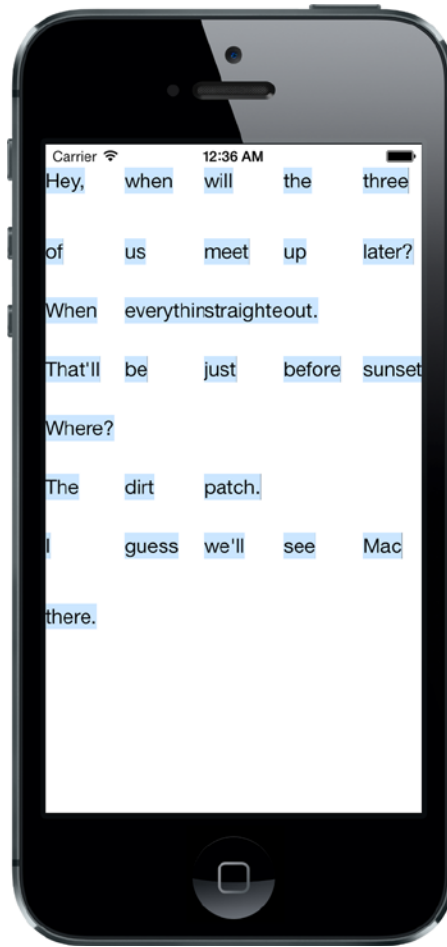 Carrier 12:36 AM
Hey, when will the three
of us meet up later?
When everythinstraighteout.
That'll be just before sunset
Where?
The dirt patch.
I guess we'll see Mac
there.